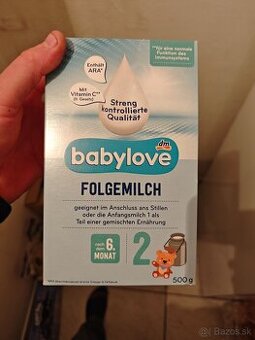 Enthält
ARA*
Mit
Vitamin C**
(lt. Gesetz)
**für eine normale
Funktion des
Immunsystems
Streng
kontrollierte
Qualität
dm
babylove
FOLGEMILCH
geeignet im Anschluss ans Stillen
oder die Anfangsmilch 1 als
Teil einer gemischten Ernährung
nach dem
6.
MONAT
2
500 g
Bazos.sk